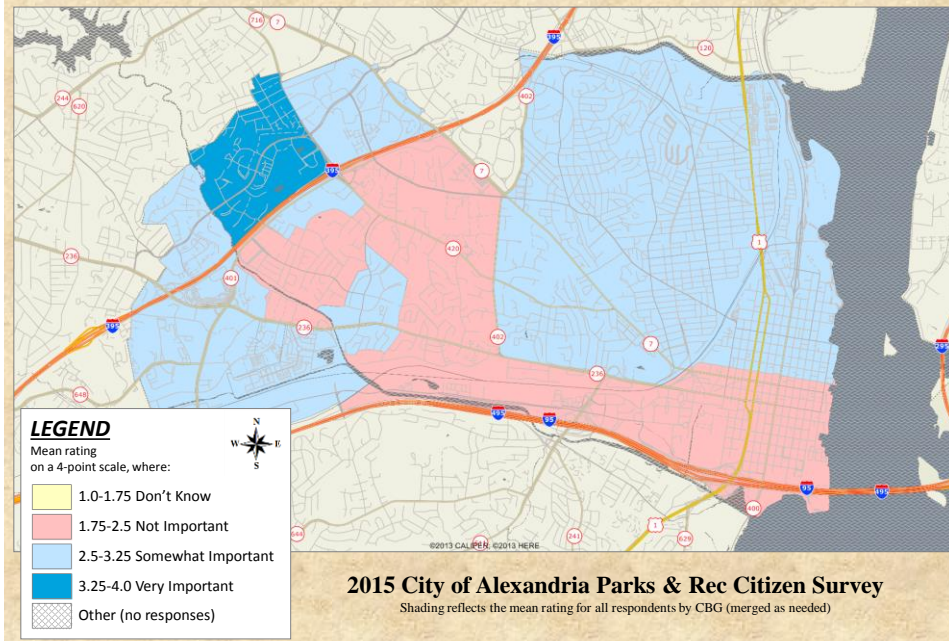 716
7
395
120
244
620
402
395
7
236
420
1
401
395
236
402
7
295
236
648
495
95
95
495
400
1
644
241
629
©2013 CALIPER, ©2013 HERE
LEGEND
Mean rating
on a 4-point scale, where:
N
W E
S
1.0-1.75 Don't Know
1.75-2.5 Not Important
2.5-3.25 Somewhat Important
3.25-4.0 Very Important
Other (no responses)
2015 City of Alexandria Parks & Rec Citizen Survey
Shading reflects the mean rating for all respondents by CBG (merged as needed)